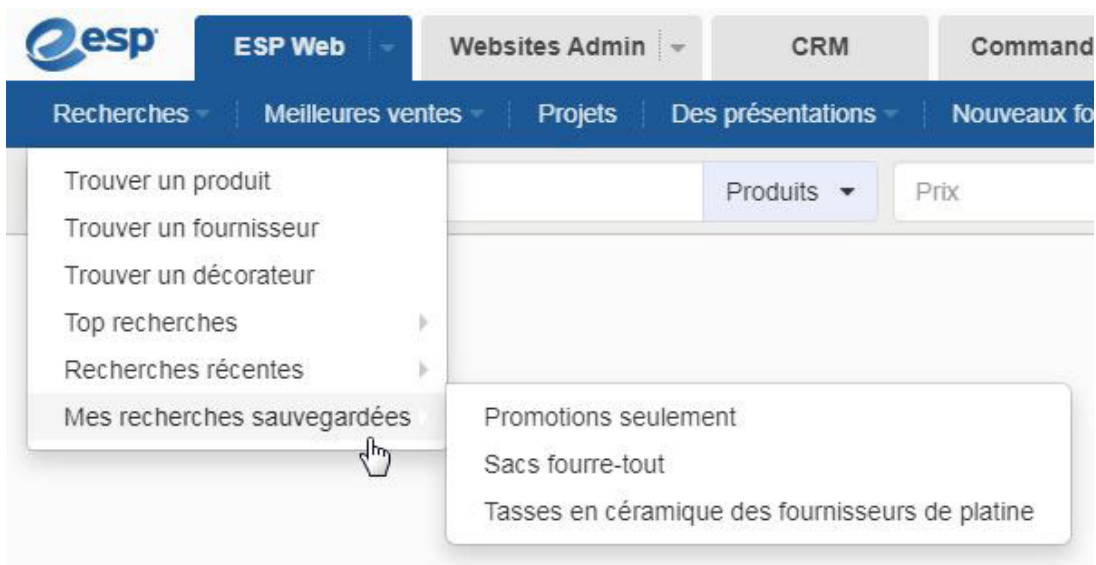 esp
ESP Web
Websites Admin
CRM
Command
Recherches
Meilleures ventes
Projets
Des présentations
Nouveaux fo
Trouver un produit
Produits
Prix
Trouver un fournisseur
Trouver un décorateur
Top recherches
Recherches récentes
Mes recherches sauvegardées
Promotions seulement
Sacs fourre-tout
Tasses en céramique des fournisseurs de platine